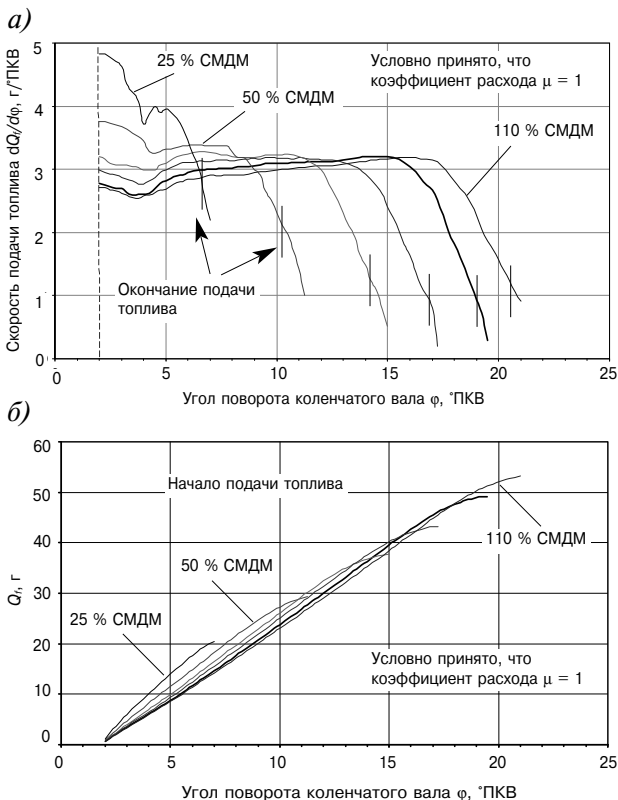 а)
Скорость подачи топлива dQf/dφ, г/°ПКВ
5
4
3
2
1
0
25 % СМДМ
50 % СМДМ
Условно принято, что
коэффициент расхода μ = 1
110 % СМДМ
Окончание подачи
топлива
0
5
10
15
20
25
Угол поворота коленчатого вала φ, °ПКВ
б)
Qf, г
60
50
40
30
20
10
0
Начало подачи топлива
110 % СМДМ
50 % СМДМ
25 % СМДМ
Условно принято, что
коэффициент расхода μ = 1
0
5
10
15
20
25
Угол поворота коленчатого вала φ, °ПКВ